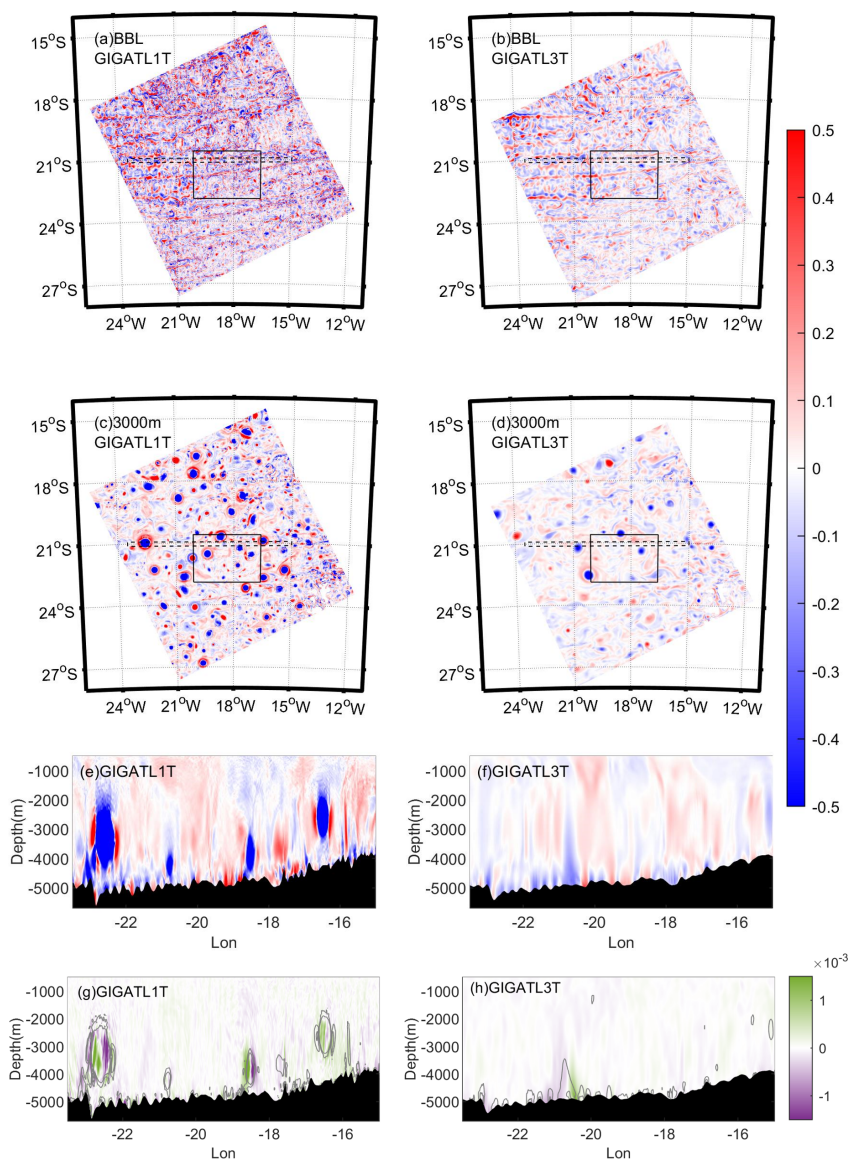 (a)BBL
GIGATL1T
15°S
18°S
21°S
24°S
27°S
24°W 21°W 18°W 15°W 12°W
(b)BBL
GIGATL3T
15°S
18°S
21°S
24°S
27°S
24°W 21°W 18°W 15°W 12°W
0.5
0.4
0.3
0.2
0.1
0
-0.1
-0.2
-0.3
-0.4
-0.5
(c)3000m
GIGATL1T
15°S
18°S
21°S
24°S
27°S
24°W 21°W 18°W 15°W 12°W
(d)3000m
GIGATL3T
15°S
18°S
21°S
24°S
27°S
24°W 21°W 18°W 15°W 12°W
(e)GIGATL1T
Depth(m)
-1000
-2000
-3000
-4000
-5000
-22 -20 -18 -16
Lon
(f)GIGATL3T
Depth(m)
-1000
-2000
-3000
-4000
-5000
-22 -20 -18 -16
Lon
(g)GIGATL1T
Depth(m)
-1000
-2000
-3000
-4000
-5000
-22 -20 -18 -16
Lon
(h)GIGATL3T
Depth(m)
-1000
-2000
-3000
-4000
-5000
-22 -20 -18 -16
Lon
×10⁻³
1
0
-1